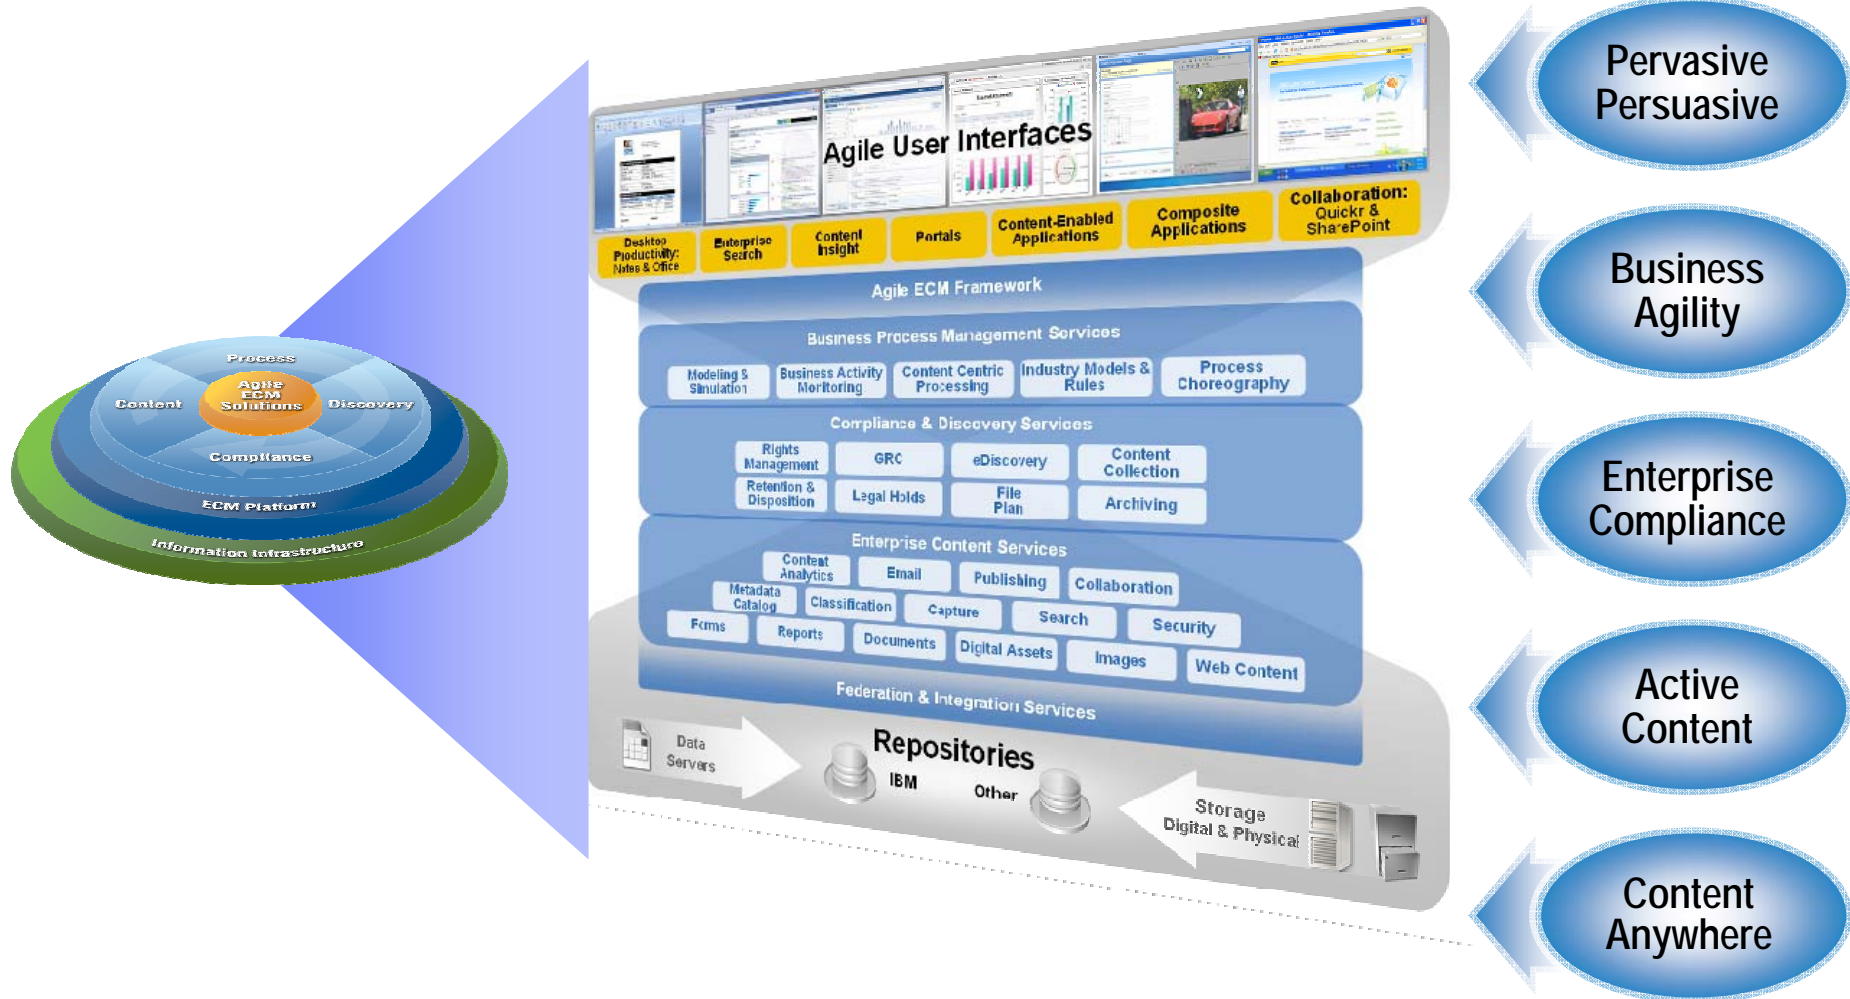 Process
Agile
ECM
Solutions
Content
Discovery
Compliance
ECM Platform
Information Infrastructure
Agile User Interfaces
Desktop
Productivity:
Notes & Office
Enterprise
Search
Content
Insight
Portals
Content-Enabled
Applications
Composite
Applications
Collaboration:
Quickr &
SharePoint
Agile ECM Framework
Business Process Management Services
Modeling &
Simulation
Business Activity
Monitoring
Content Centric
Processing
Industry Models &
Rules
Process
Choreography
Compliance & Discovery Services
Rights
Management
GRC
eDiscovery
Content
Collection
Retention &
Disposition
Legal Holds
File
Plan
Archiving
Enterprise Content Services
Content
Analytics
Email
Publishing
Collaboration
Metadata
Catalog
Classification
Capture
Search
Security
Forms
Reports
Documents
Digital Assets
Images
Web Content
Federation & Integration Services
Data
Servers
Repositories
IBM
Other
Storage
Digital & Physical
Pervasive
Persuasive
Business
Agility
Enterprise
Compliance
Active
Content
Content
Anywhere